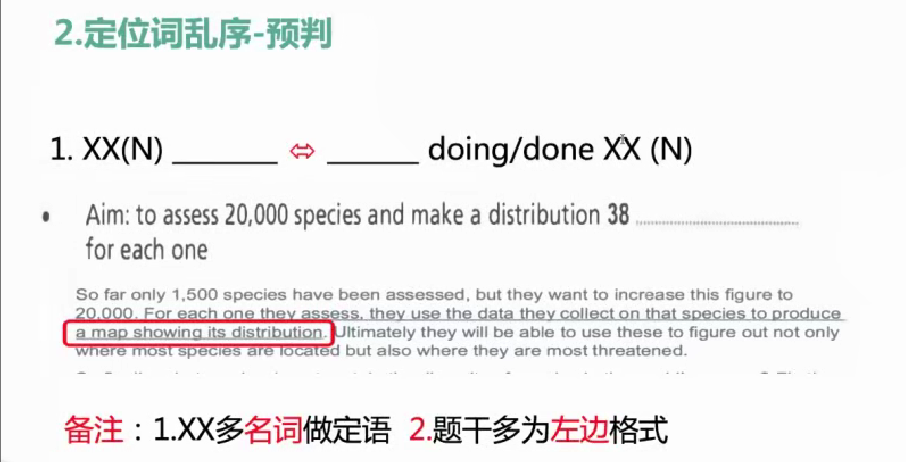 2.定位词乱序-预判
1. XX(N) ______ ⇔ ______ doing/done XX (N)
• Aim: to assess 20,000 species and make a distribution 38 ..............................
for each one
So far only 1,500 species have been assessed, but they want to increase this figure to
20,000. For each one they assess, they use the data they collect on that species to produce
a map showing its distribution. Ultimately they will be able to use these to figure out not only
where most species are located but also where they are most threatened.
备注：1.XX多名词做定语 2.题干多为左边格式